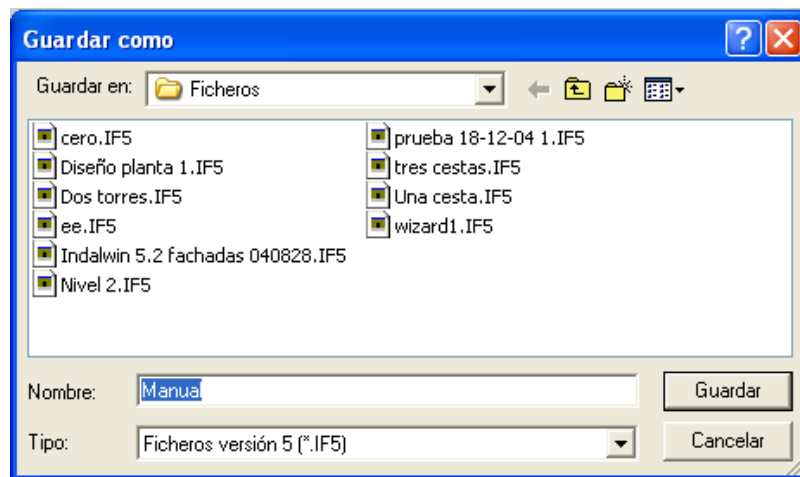 Guardar como
Guardar en: Ficheros
cero.IF5
Diseño planta 1.IF5
Dos torres.IF5
ee.IF5
Indalwin 5.2 fachadas 040828.IF5
Nivel 2.IF5
prueba 18-12-04 1.IF5
tres cestas.IF5
Una cesta.IF5
wizard1.IF5
Nombre: Manual Guardar
Tipo: Ficheros versión 5 (*.IF5) Cancelar